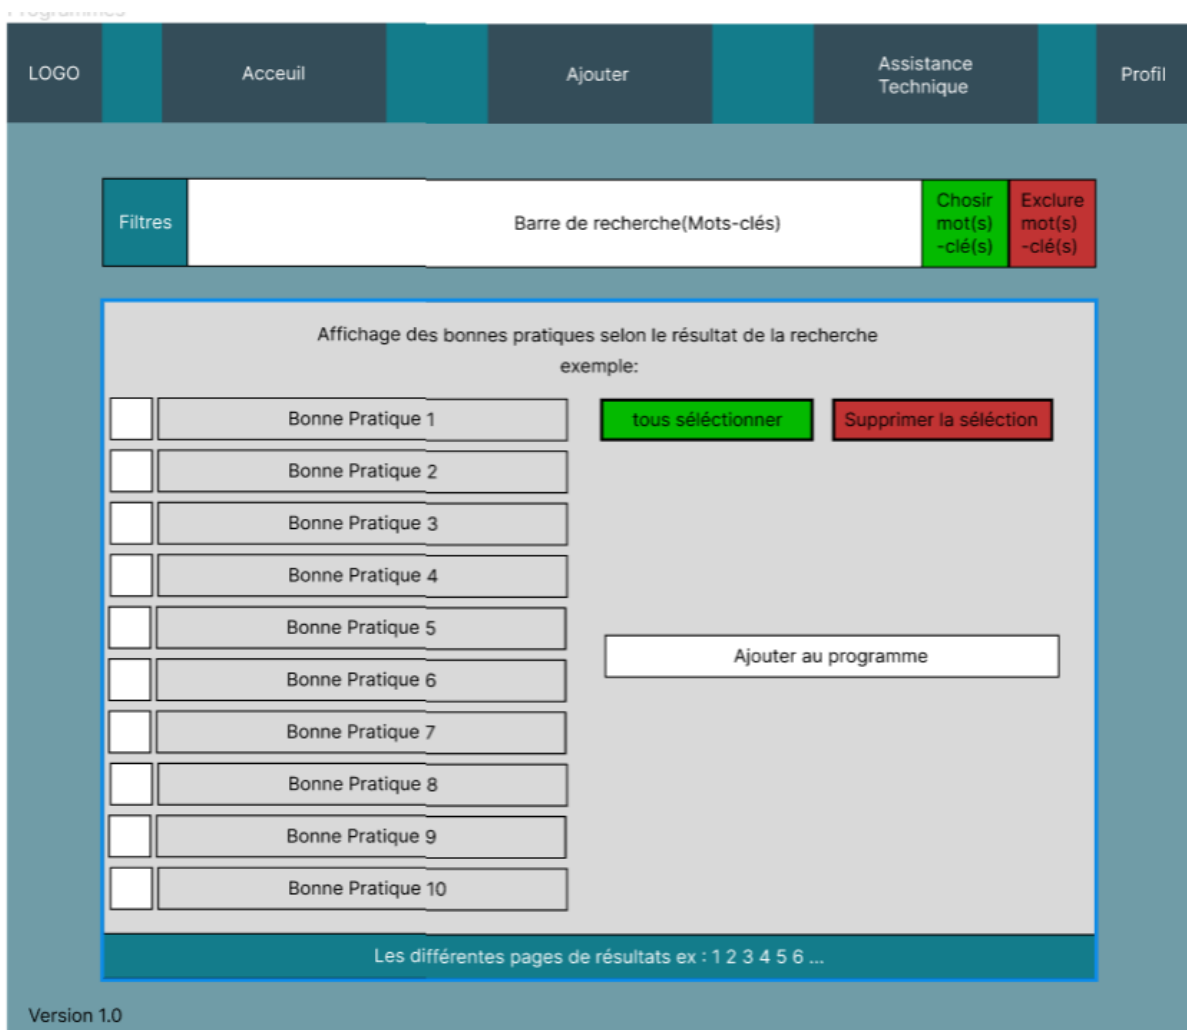 Programmes
LOGO
Acceuil
Ajouter
Assistance
Technique
Profil
Filtres
Barre de recherche(Mots-clés)
Chosir
mot(s)
-clé(s)
Exclure
mot(s)
-clé(s)
Affichage des bonnes pratiques selon le résultat de la recherche
exemple:
Bonne Pratique 1
tous séléctionner
Supprimer la séléction
Bonne Pratique 2
Bonne Pratique 3
Bonne Pratique 4
Bonne Pratique 5
Ajouter au programme
Bonne Pratique 6
Bonne Pratique 7
Bonne Pratique 8
Bonne Pratique 9
Bonne Pratique 10
Les différentes pages de résultats ex : 1 2 3 4 5 6 ...
Version 1.0